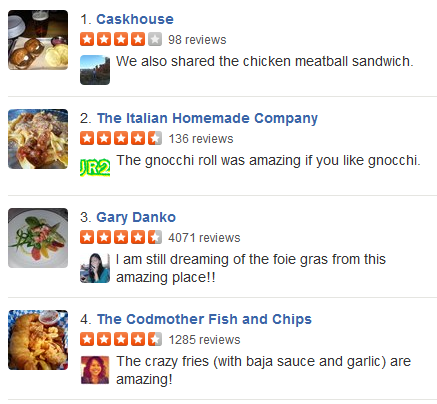 1. Caskhouse
98 reviews
We also shared the chicken meatball sandwich.
2. The Italian Homemade Company
136 reviews
JR2
The gnocchi roll was amazing if you like gnocchi.
3. Gary Danko
4071 reviews
I am still dreaming of the foie gras from this
amazing place!!
4. The Codmother Fish and Chips
1285 reviews
The crazy fries (with baja sauce and garlic) are
amazing!